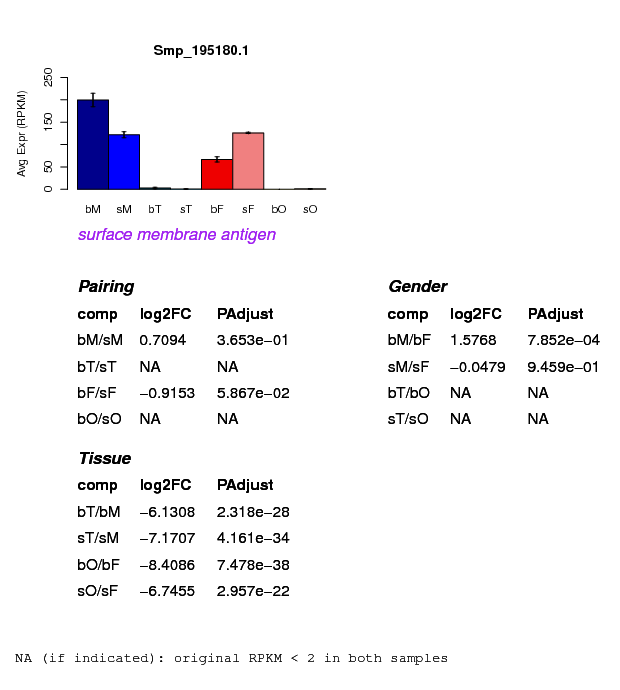 Smp_195180.1
Avg Expr (RPKM)
250
150
50
0
bM sM bT sT bF sF bO sO
surface membrane antigen
Pairing
comp log2FC PAdjust
bM/sM 0.7094 3.653e−01
bT/sT NA NA
bF/sF −0.9153 5.867e−02
bO/sO NA NA
Gender
comp log2FC PAdjust
bM/bF 1.5768 7.852e−04
sM/sF −0.0479 9.459e−01
bT/bO NA NA
sT/sO NA NA
Tissue
comp log2FC PAdjust
bT/bM −6.1308 2.318e−28
sT/sM −7.1707 4.161e−34
bO/bF −8.4086 7.478e−38
sO/sF −6.7455 2.957e−22
NA (if indicated): original RPKM < 2 in both samples